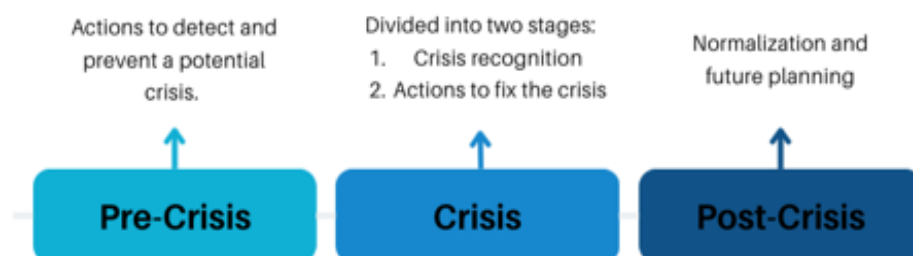 Actions to detect and
prevent a potential
crisis.
Divided into two stages:
1. Crisis recognition
2. Actions to fix the crisis
Normalization and
future planning
Pre-Crisis
Crisis
Post-Crisis